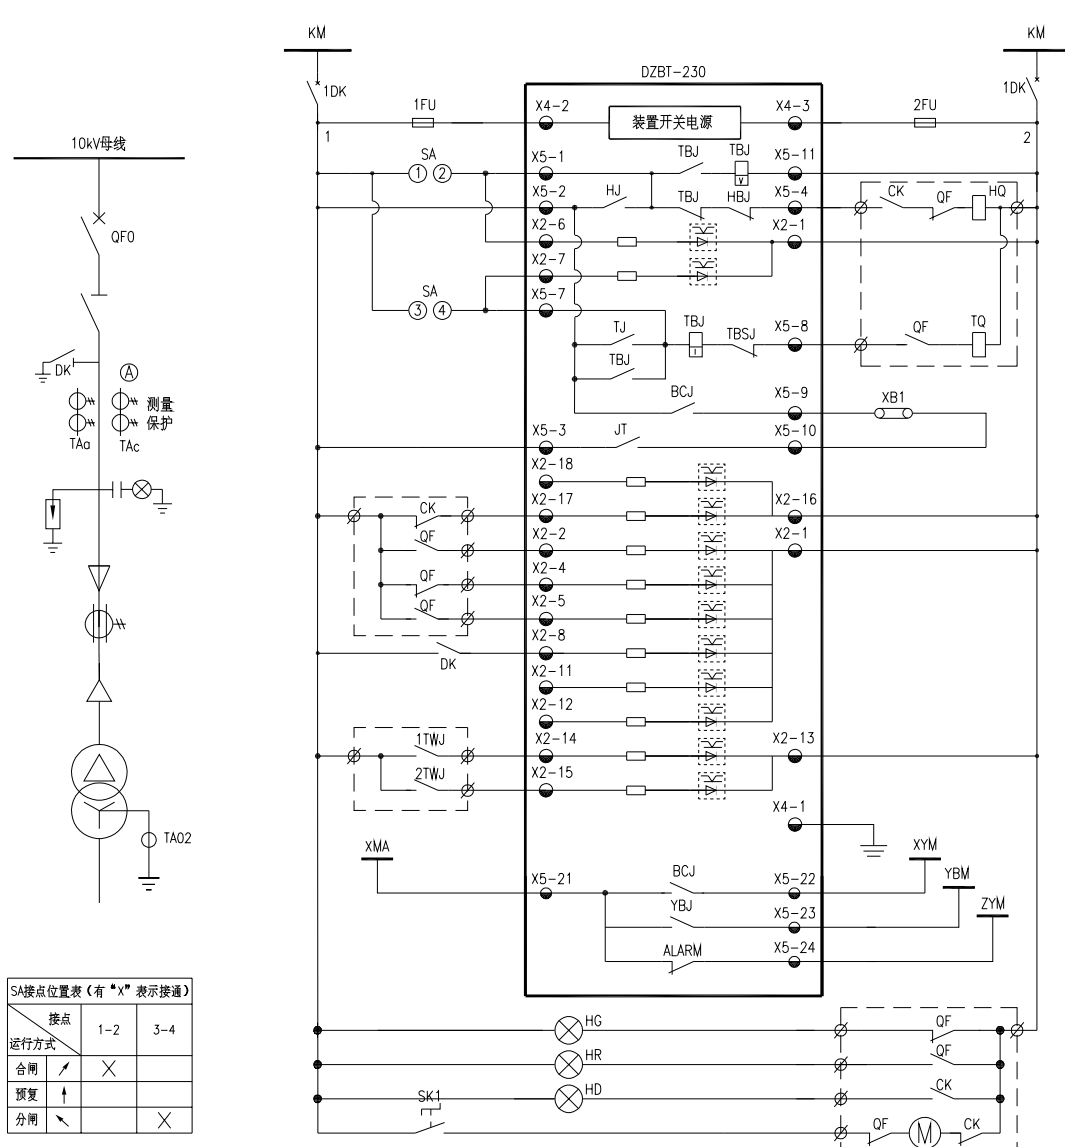 KM
KM
DZBT-230
1DK
1DK
1FU
X4-2
装置开关电源
X4-3
2FU
1
2
10kV母线
SA
1 2
X5-1
TBJ
TBJ
V
X5-11
X5-2
HJ
TBJ
HBJ
X5-4
CK
QF
HQ
QF0
X2-6
X2-1
X2-7
SA
3 4
X5-7
TJ
TBJ
I
TBSJ
X5-8
QF
TQ
TBJ
DK
A
测量
保护
TAa
TAc
BCJ
X5-9
XB1
X5-3
JT
X5-10
X2-18
CK
X2-17
X2-16
QF
X2-2
X2-1
QF
X2-4
QF
X2-5
X2-8
DK
X2-11
X2-12
1TWJ
X2-14
X2-13
2TWJ
X2-15
X4-1
TA02
XMA
XYM
X5-21
BCJ
X5-22
YBM
YBJ
X5-23
ZYM
ALARM
X5-24
SA接点位置表(有“X”表示接通)
接点
运行方式
1-2
3-4
合闸
X
预复
分闸
X
HG
QF
HR
QF
HD
CK
SK1
QF
M
CK